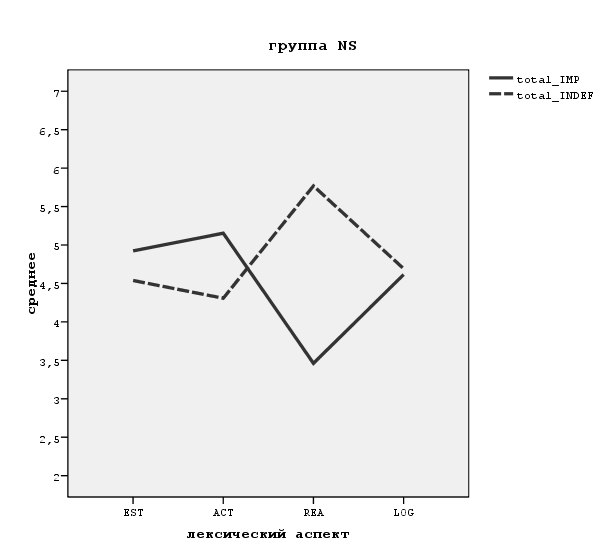 группа NS
total_IMP
total_INDEF
7
6,5
6
5,5
5
4,5
4
3,5
3
2,5
2
среднее
EST ACT REA LOG
лексический аспект